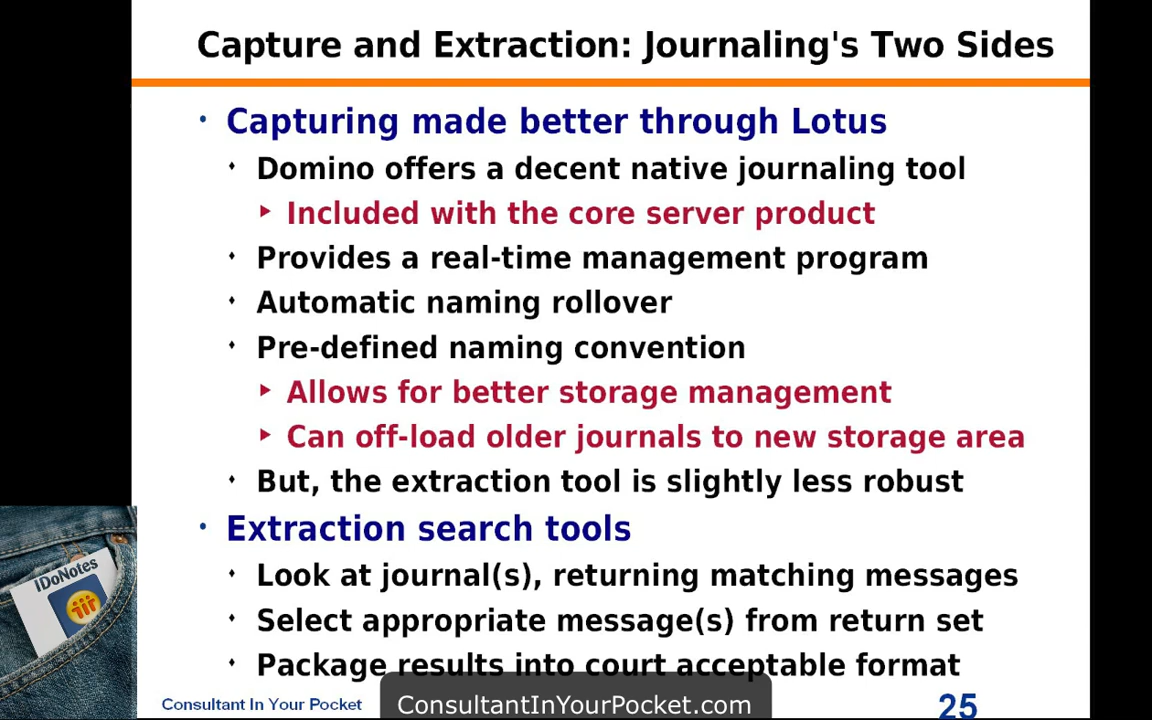 Capture and Extraction: Journaling's Two Sides
• Capturing made better through Lotus
Domino offers a decent native journaling tool
Included with the core server product
Provides a real-time management program
Automatic naming rollover
Pre-defined naming convention
Allows for better storage management
Can off-load older journals to new storage area
But, the extraction tool is slightly less robust
• Extraction search tools
Look at journal(s), returning matching messages
Select appropriate message(s) from return set
Package results into court acceptable format
IDoNotes
Consultant In Your Pocket
ConsultantInYourPocket.com
25